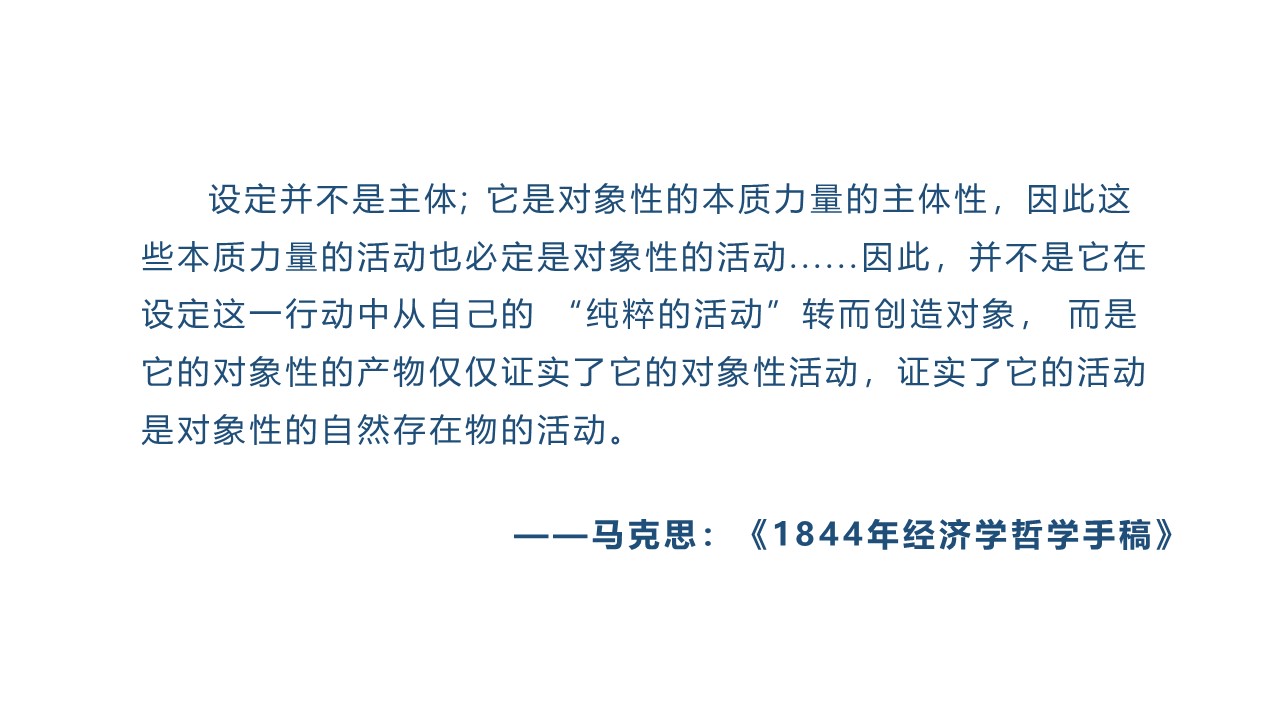 设定并不是主体; 它是对象性的本质力量的主体性，因此这
些本质力量的活动也必定是对象性的活动......因此，并不是它在
设定这一行动中从自己的 “纯粹的活动”转而创造对象， 而是
它的对象性的产物仅仅证实了它的对象性活动，证实了它的活动
是对象性的自然存在物的活动。
——马克思：《1844年经济学哲学手稿》